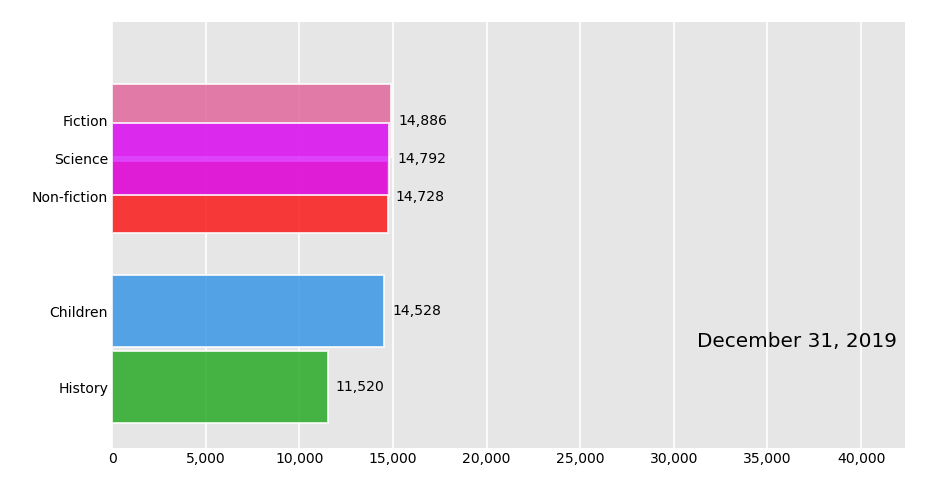 Fiction 14,886
Science 14,792
Non-fiction 14,728
Children 14,528
December 31, 2019
History 11,520
0 5,000 10,000 15,000 20,000 25,000 30,000 35,000 40,000